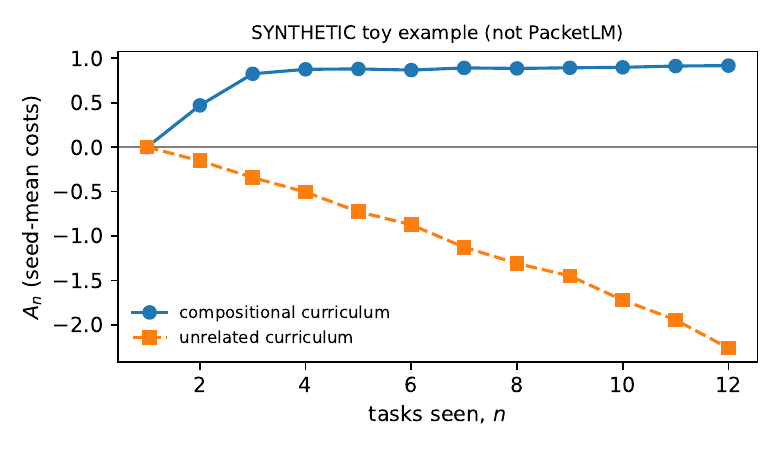 SYNTHETIC toy example (not PacketLM)
1.0
0.5
0.0
−0.5
−1.0
−1.5
−2.0
Aₙ (seed-mean costs)
compositional curriculum
unrelated curriculum
2 4 6 8 10 12
tasks seen, n